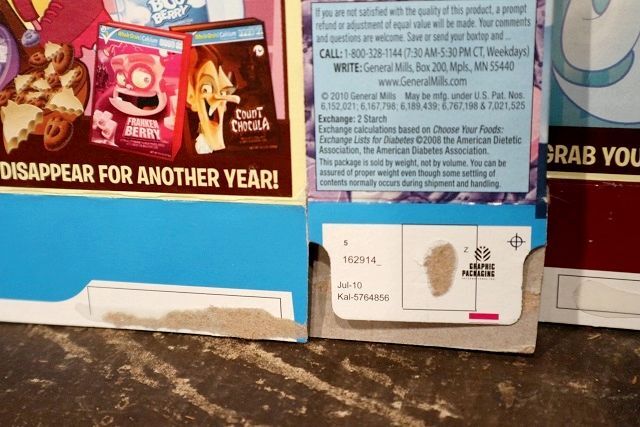 BOO
BERRY
Whole Grain! Calcium
Whole Grain! Calcium
FRANKEN
BERRY
COUNT
CHOCULA
DISAPPEAR FOR ANOTHER YEAR!
If you are not satisfied with the quality of this product, a prompt
refund or adjustment of equal value will be made. Your comments
and questions are welcome. Save or send your boxtop and ...
CALL: 1-800-328-1144 (7:30 AM-5:30 PM CT, Weekdays)
WRITE: General Mills, Box 200, Mpls., MN 55440
www.GeneralMills.com
© 2010 General Mills May be mfg. under U.S. Pat. Nos.
6,152,021; 6,167,798; 6,189,439; 6,767,198 & 7,021,525
Exchange: 2 Starch
Exchange calculations based on Choose Your Foods:
Exchange Lists for Diabetes ©2008 the American Dietetic
Association, the American Diabetes Association.
This package is sold by weight, not by volume. You can be
assured of proper weight even though some settling of
contents normally occurs during shipment and handling.
5
162914_
Jul-10
Kal-5764856
Z
GRAPHIC
PACKAGING
GRAB YOU